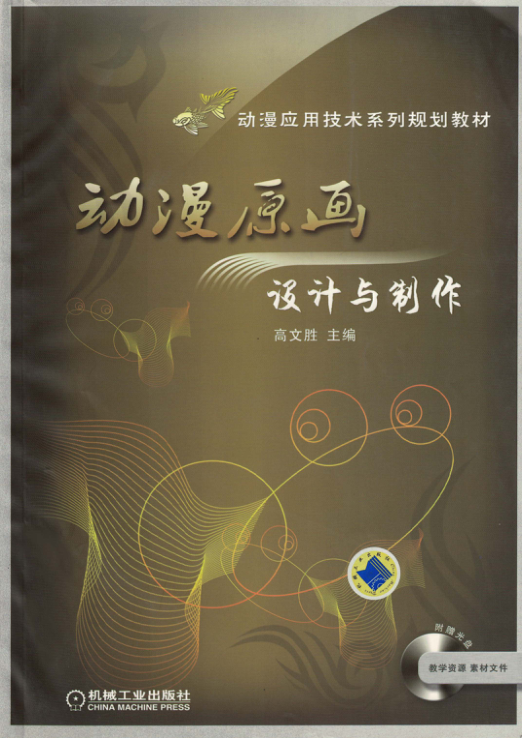 动漫应用技术系列规划教材
动漫原画
设计与制作
高文胜 主编
附赠光盘
教学资源 素材文件
机械工业出版社
CHINA MACHINE PRESS